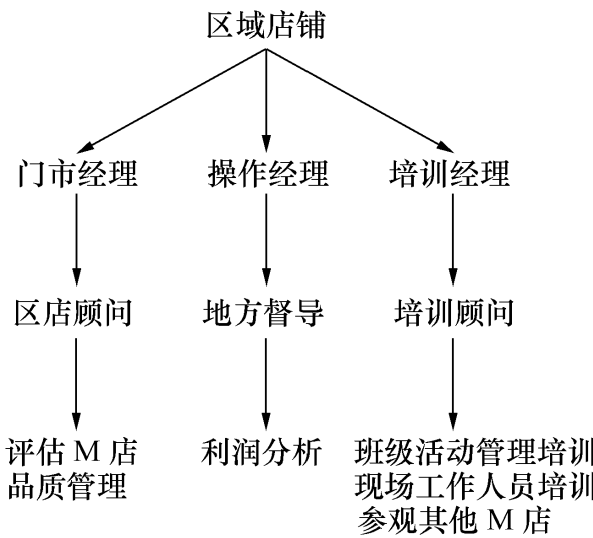 区域店铺
门市经理
操作经理
培训经理
区店顾问
地方督导
培训顾问
评估 M 店
品质管理
利润分析
班级活动管理培训
现场工作人员培训
参观其他 M 店